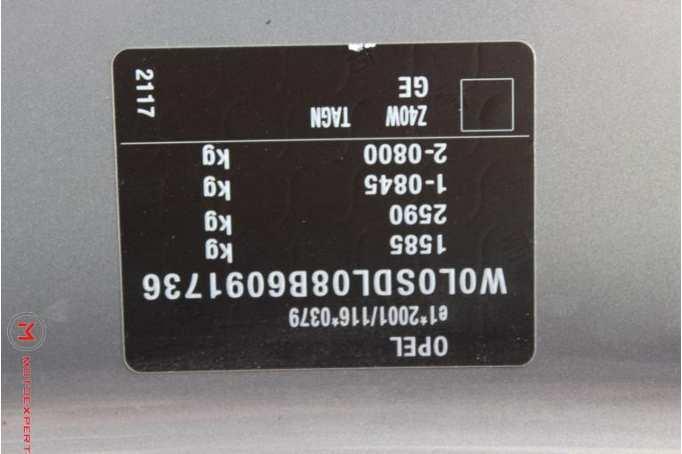 OPEL
e1*2001/116*0379
W0L0SDL08B6091736
1585 kg
2590 kg
1-0845 kg
2-0800 kg
Z40W TAGN
GE
2117
MOTOEXPERT